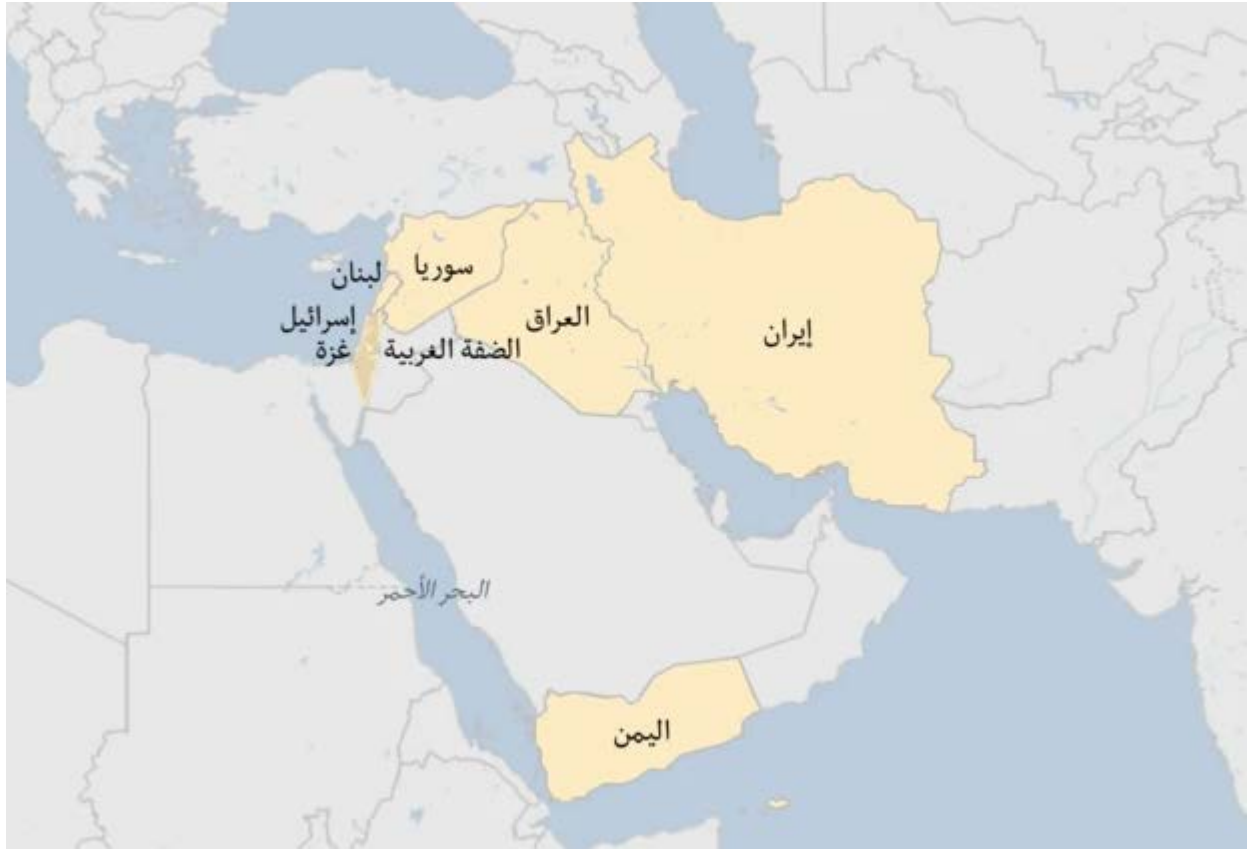 سوريا
لبنان
العراق
إسرائيل
إيران
الضفة الغربية
غزة
البحر الأحمر
اليمن